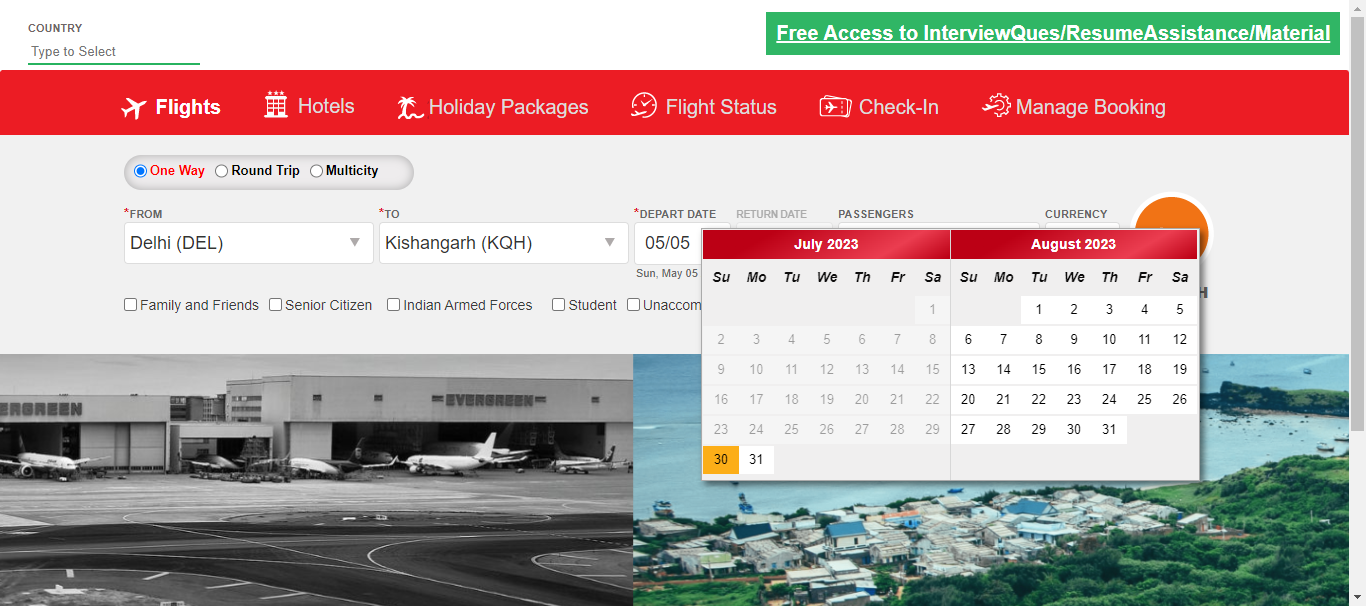 COUNTRY
Type to Select
Free Access to InterviewQues/ResumeAssistance/Material
Flights Hotels Holiday Packages Flight Status Check-In Manage Booking
One Way Round Trip Multicity
*FROM *TO *DEPART DATE RETURN DATE PASSENGERS CURRENCY
Delhi (DEL) Kishangarh (KQH) 05/05
Sun, May 05
Family and Friends Senior Citizen Indian Armed Forces Student Unaccom
H
July 2023
Su Mo Tu We Th Fr Sa
1
2 3 4 5 6 7 8
9 10 11 12 13 14 15
16 17 18 19 20 21 22
23 24 25 26 27 28 29
30 31
August 2023
Su Mo Tu We Th Fr Sa
1 2 3 4 5
6 7 8 9 10 11 12
13 14 15 16 17 18 19
20 21 22 23 24 25 26
27 28 29 30 31
ERGREEN
EVERGREEN